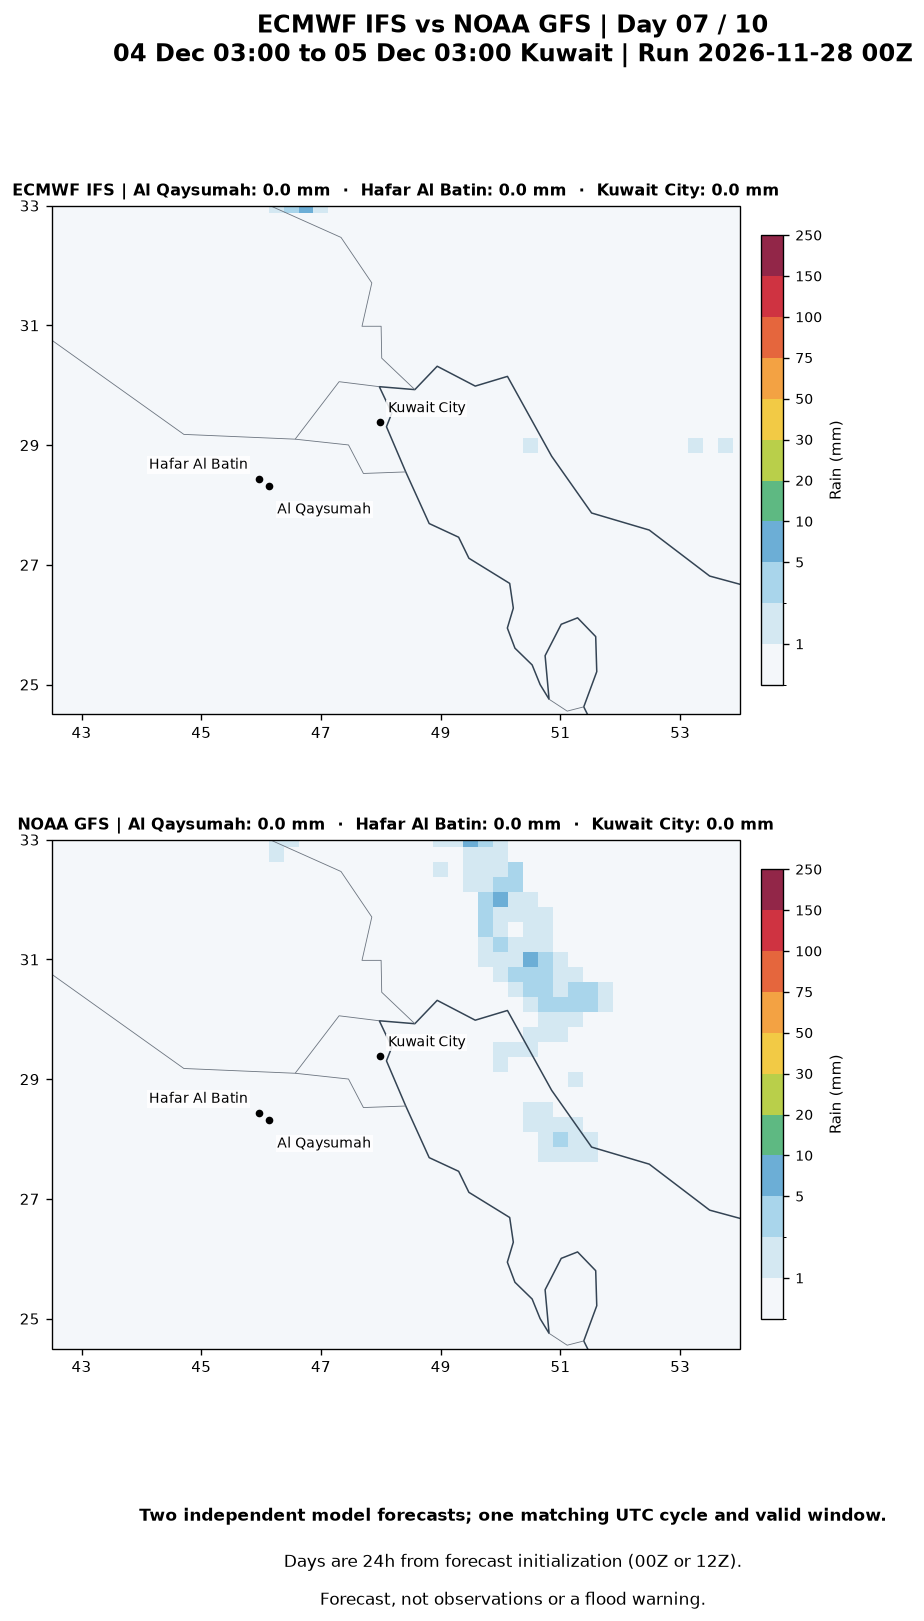 ECMWF IFS vs NOAA GFS | Day 07 / 10
04 Dec 03:00 to 05 Dec 03:00 Kuwait | Run 2026-11-28 00Z
ECMWF IFS | Al Qaysumah: 0.0 mm · Hafar Al Batin: 0.0 mm · Kuwait City: 0.0 mm
33
31
29
27
25
43
45
47
49
51
53
Kuwait City
Hafar Al Batin
Al Qaysumah
250
150
100
75
50
30
20
10
5
1
Rain (mm)
NOAA GFS | Al Qaysumah: 0.0 mm · Hafar Al Batin: 0.0 mm · Kuwait City: 0.0 mm
33
31
29
27
25
43
45
47
49
51
53
Kuwait City
Hafar Al Batin
Al Qaysumah
250
150
100
75
50
30
20
10
5
1
Rain (mm)
Two independent model forecasts; one matching UTC cycle and valid window.
Days are 24h from forecast initialization (00Z or 12Z).
Forecast, not observations or a flood warning.